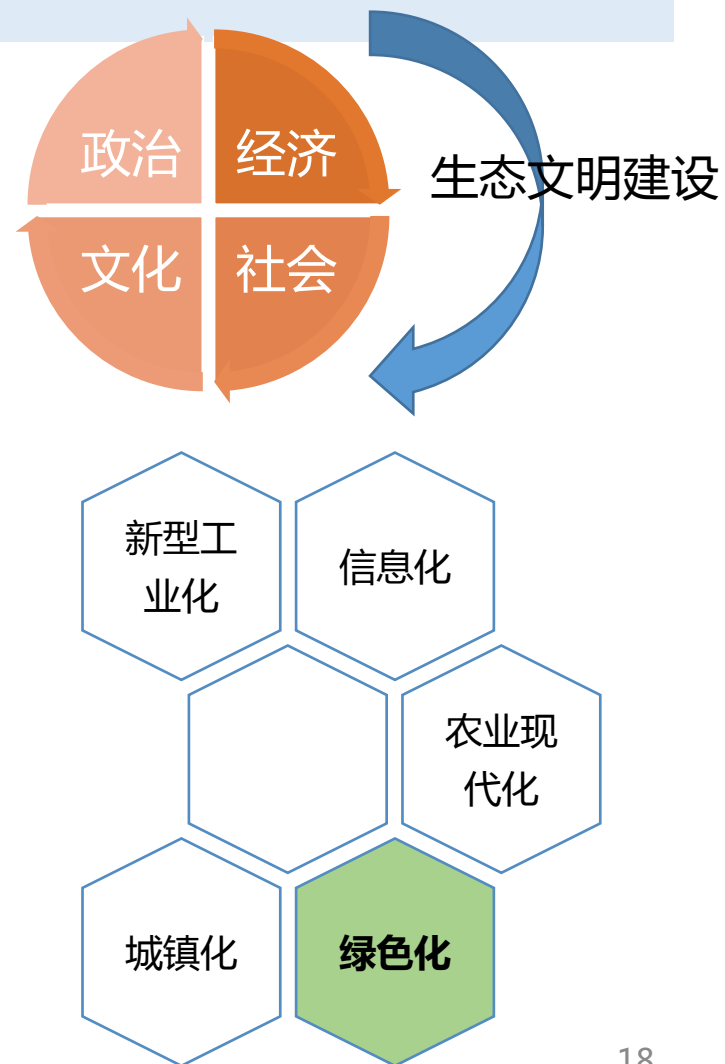 政治 经济
生态文明建设
文化 社会
新型工
业化
信息化
农业现
代化
城镇化
绿色化
18